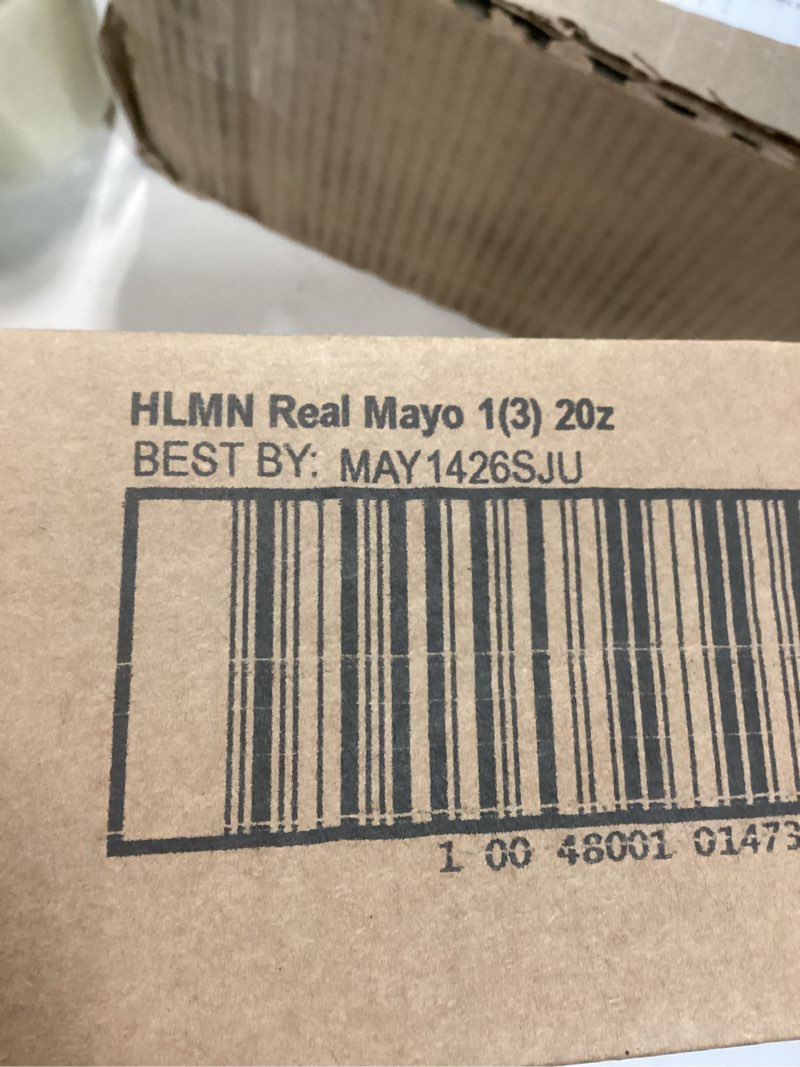 HLMN Real Mayo 1(3) 20z
BEST BY: MAY1426SJU
1 00 48001 01473